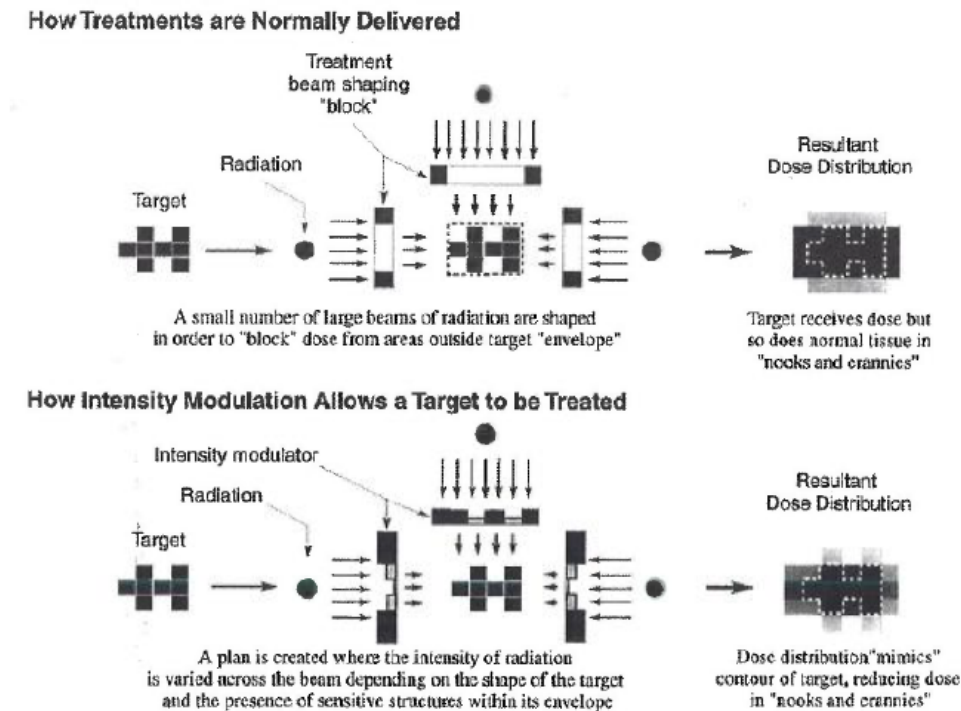 How Treatments are Normally Delivered
Treatment
beam shaping
"block"
Radiation
Target
Resultant
Dose Distribution
A small number of large beams of radiation are shaped
in order to "block" dose from areas outside target "envelope"
Target receives dose but
so does normal tissue in
"nooks and crannies"
How Intensity Modulation Allows a Target to be Treated
Intensity modulator
Radiation
Target
Resultant
Dose Distribution
A plan is created where the intensity of radiation
is varied across the beam depending on the shape of the target
and the presence of sensitive structures within its envelope
Dose distribution "mimics"
contour of target, reducing dose
in "nooks and crannies"